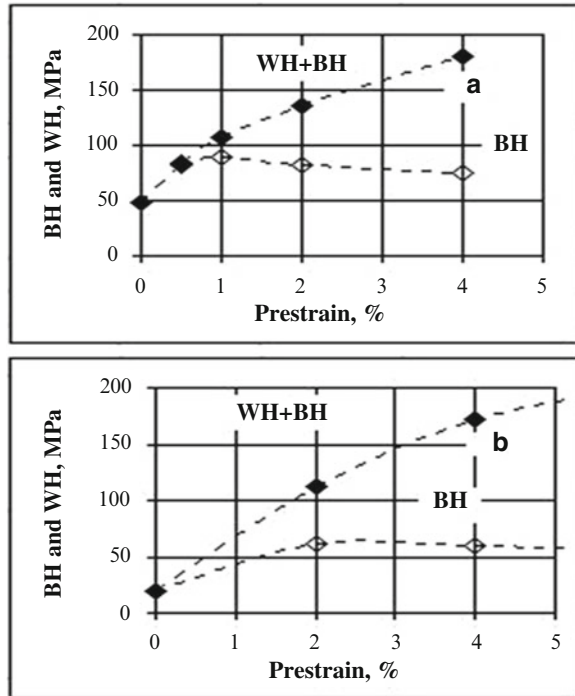 BH and WH, MPa
200
150
100
50
0
WH+BH
a
BH
0 1 2 3 4 5
Prestrain, %
BH and WH, MPa
200
150
100
50
0
WH+BH
b
BH
0 1 2 3 4 5
Prestrain, %